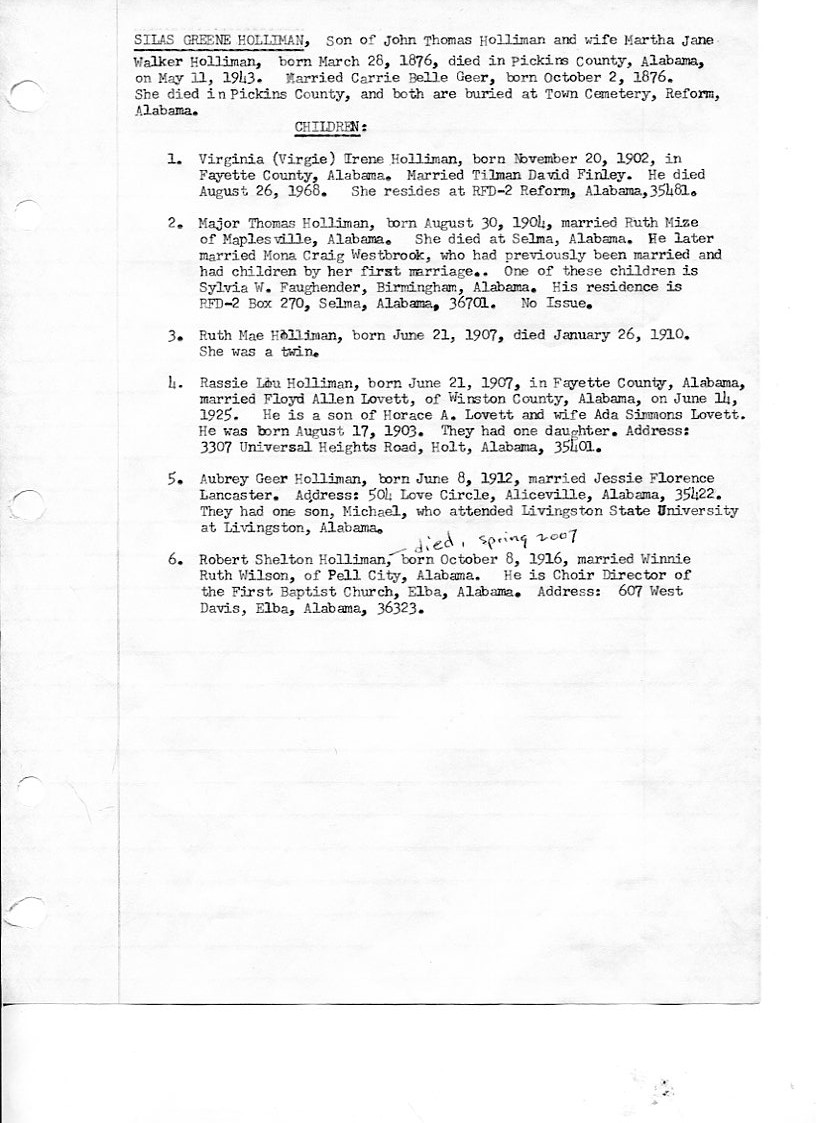 SILAS GREENE HOLLIMAN, Son of John Thomas Holliman and wife Martha Jane
Walker Holliman, born March 28, 1876, died in Pickins County, Alabama,
on May 11, 1943. Married Carrie Belle Geer, born October 2, 1876.
She died in Pickins County, and both are buried at Town Cemetery, Reform,
Alabama.
CHILDREN:
1. Virginia (Virgie) Irene Holliman, born November 20, 1902, in
Fayette County, Alabama. Married Tilman David Finley. He died
August 26, 1968. She resides at RFD-2 Reform, Alabama,35481.
2. Major Thomas Holliman, born August 30, 1904, married Ruth Mize
of Maplesville, Alabama. She died at Selma, Alabama. He later
married Mona Craig Westbrook, who had previously been married and
had children by her first marriage.. One of these children is
Sylvia W. Faughender, Birmingham, Alabama. His residence is
RFD-2 Box 270, Selma, Alabama, 36701. No Issue.
3. Ruth Mae Holliman, born June 21, 1907, died January 26, 1910.
She was a twin.
4. Rassie Lou Holliman, born June 21, 1907, in Fayette County, Alabama,
married Floyd Allen Lovett, of Winston County, Alabama, on June 14,
1925. He is a son of Horace A. Lovett and wife Ada Simmons Lovett.
He was born August 17, 1903. They had one daughter. Address:
3307 Universal Heights Road, Holt, Alabama, 35401.
5. Aubrey Geer Holliman, born June 8, 1912, married Jessie Florence
Lancaster. Address: 504 Love Circle, Aliceville, Alabama, 35422.
They had one son, Michael, who attended Livingston State University
at Livingston, Alabama.
died, spring 2007
6. Robert Shelton Holliman, born October 8, 1916, married Winnie
Ruth Wilson, of Pell City, Alabama. He is Choir Director of
the First Baptist Church, Elba, Alabama. Address: 607 West
Davis, Elba, Alabama, 36323.